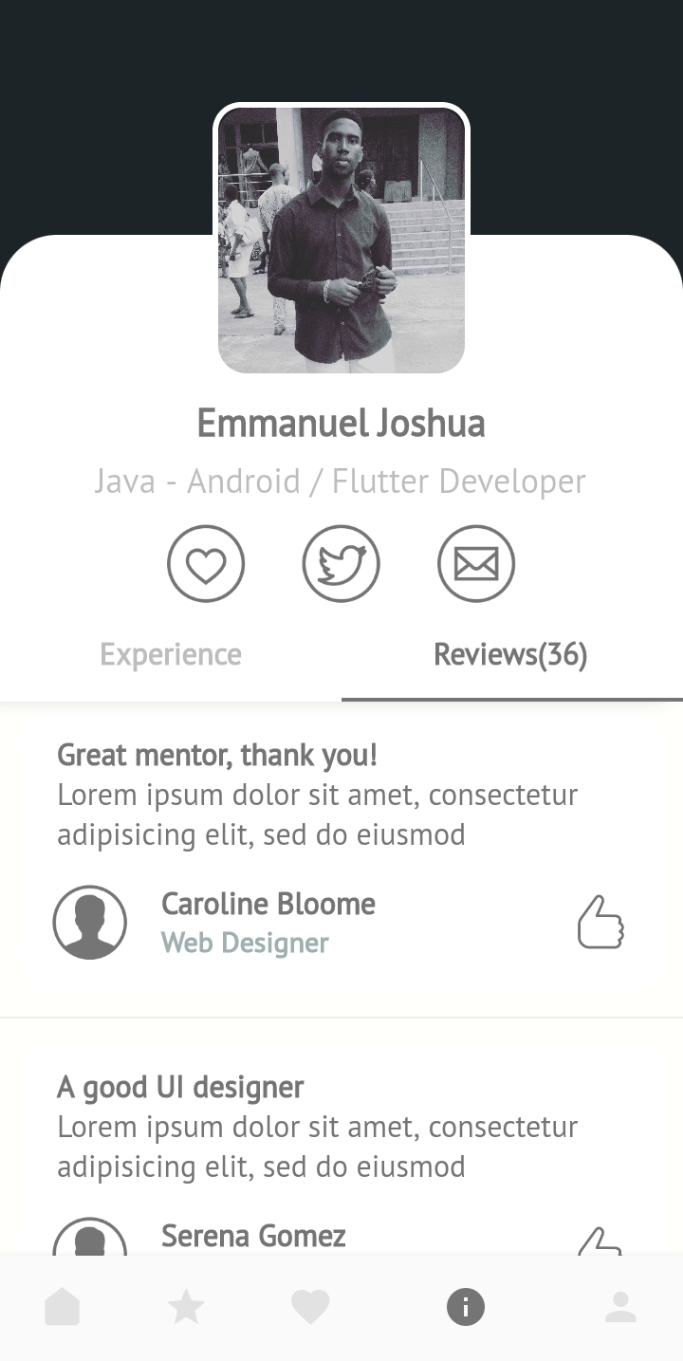 Emmanuel Joshua
Java - Android / Flutter Developer
Experience
Reviews(36)
Great mentor, thank you!
Lorem ipsum dolor sit amet, consectetur
adipisicing elit, sed do eiusmod
Caroline Bloome
Web Designer
A good UI designer
Lorem ipsum dolor sit amet, consectetur
adipisicing elit, sed do eiusmod
Serena Gomez